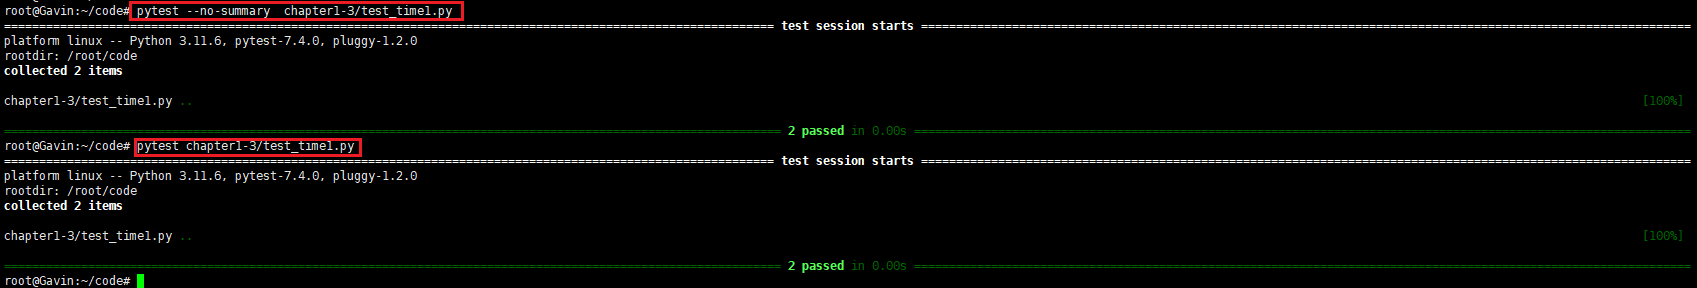 root@Gavin:~/code# pytest --no-summary  chapter1-3/test_time1.py
test session starts
platform linux -- Python 3.11.6, pytest-7.4.0, pluggy-1.2.0
rootdir: /root/code
collected 2 items
chapter1-3/test_time1.py .. [100%]
2 passed in 0.00s
root@Gavin:~/code# pytest chapter1-3/test_time1.py
test session starts
platform linux -- Python 3.11.6, pytest-7.4.0, pluggy-1.2.0
rootdir: /root/code
collected 2 items
chapter1-3/test_time1.py .. [100%]
2 passed in 0.00s
root@Gavin:~/code#